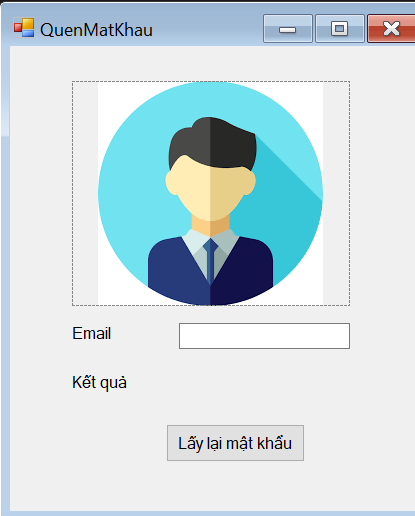 QuenMatKhau
Email
Kết quả
Lấy lại mật khẩu